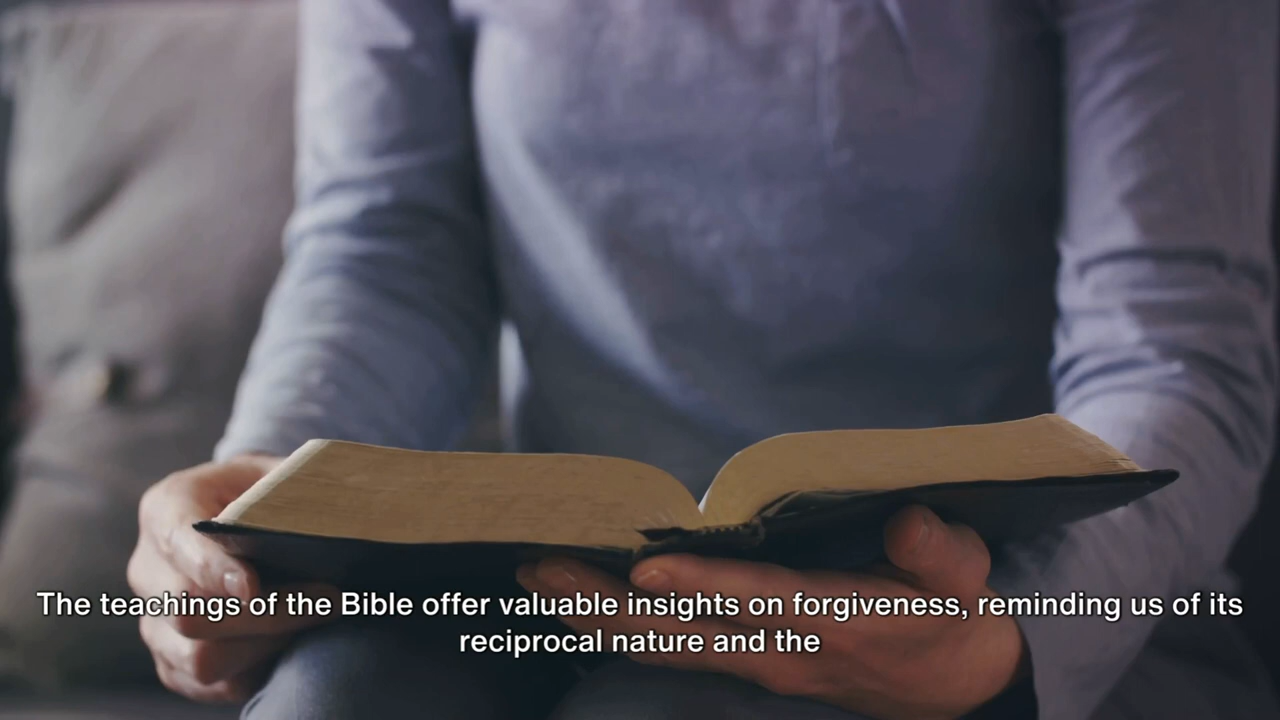 The teachings of the Bible offer valuable insights on forgiveness, reminding us of its
reciprocal nature and the